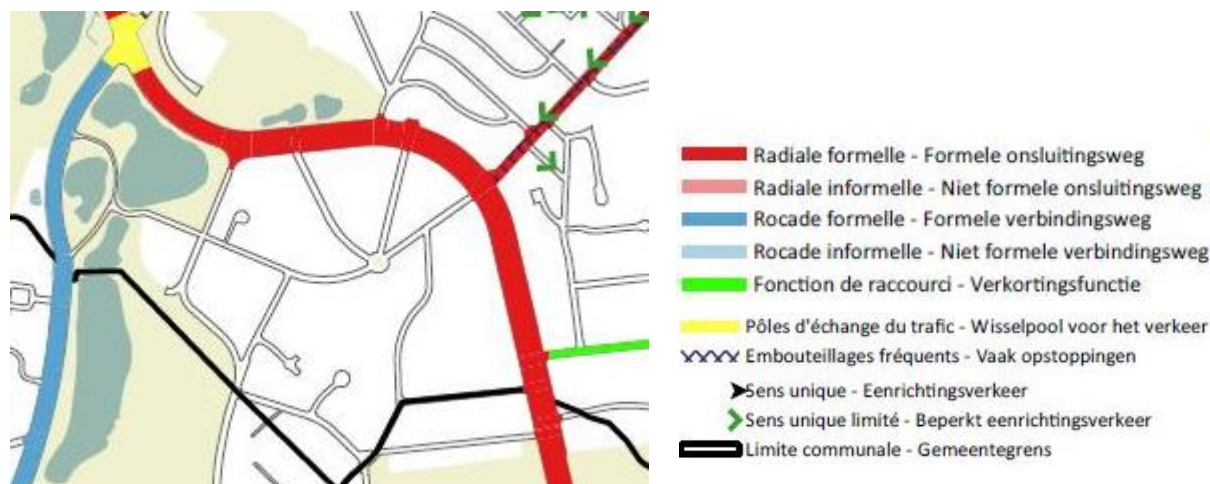 Radiale formelle - Formele onsluitingsweg
Radiale informelle - Niet formele onsluitingsweg
Rocade formelle - Formele verbindingsweg
Rocade informelle - Niet formele verbindingsweg
Fonction de raccourci - Verkortingsfunctie
Pôles d'échange du trafic - Wisselpool voor het verkeer
Embouteillages fréquents - Vaak opstoppingen
Sens unique - Eenrichtingsverkeer
Sens unique limité - Beperkt eenrichtingsverkeer
Limite communale - Gemeentegrens